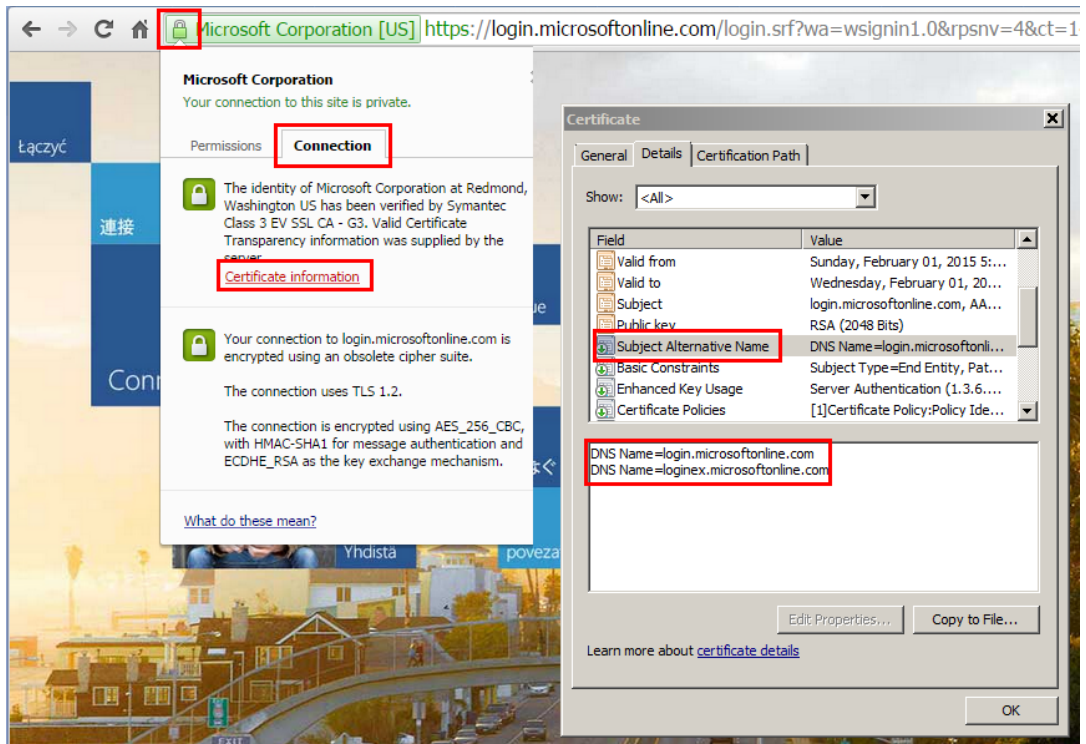 Microsoft Corporation [US] https://login.microsoftonline.com/login.srf?wa=wsignin1.0&rpsnv=4&ct=1
Microsoft Corporation
Your connection to this site is private.
Permissions Connection
The identity of Microsoft Corporation at Redmond,
Washington US has been verified by Symantec
Class 3 EV SSL CA - G3. Valid Certificate
Transparency information was supplied by the
server.
Certificate information
Your connection to login.microsoftonline.com is
encrypted using an obsolete cipher suite.
The connection uses TLS 1.2.
The connection is encrypted using AES_256_CBC,
with HMAC-SHA1 for message authentication and
ECDHE_RSA as the key exchange mechanism.
What do these mean?
Łączyć
連接
Conn
ue
ぐ
Yhdistä
poveza
EXIT
Certificate
General Details Certification Path
Show: <All>
Field Value
Valid from Sunday, February 01, 2015 5:...
Valid to Wednesday, February 01, 20...
Subject login.microsoftonline.com, AA...
Public key RSA (2048 Bits)
Subject Alternative Name DNS Name=login.microsoftonli...
Basic Constraints Subject Type=End Entity, Pat...
Enhanced Key Usage Server Authentication (1.3.6....
Certificate Policies [1]Certificate Policy:Policy Ide...
DNS Name=login.microsoftonline.com
DNS Name=loginex.microsoftonline.com
Edit Properties... Copy to File...
Learn more about certificate details
OK